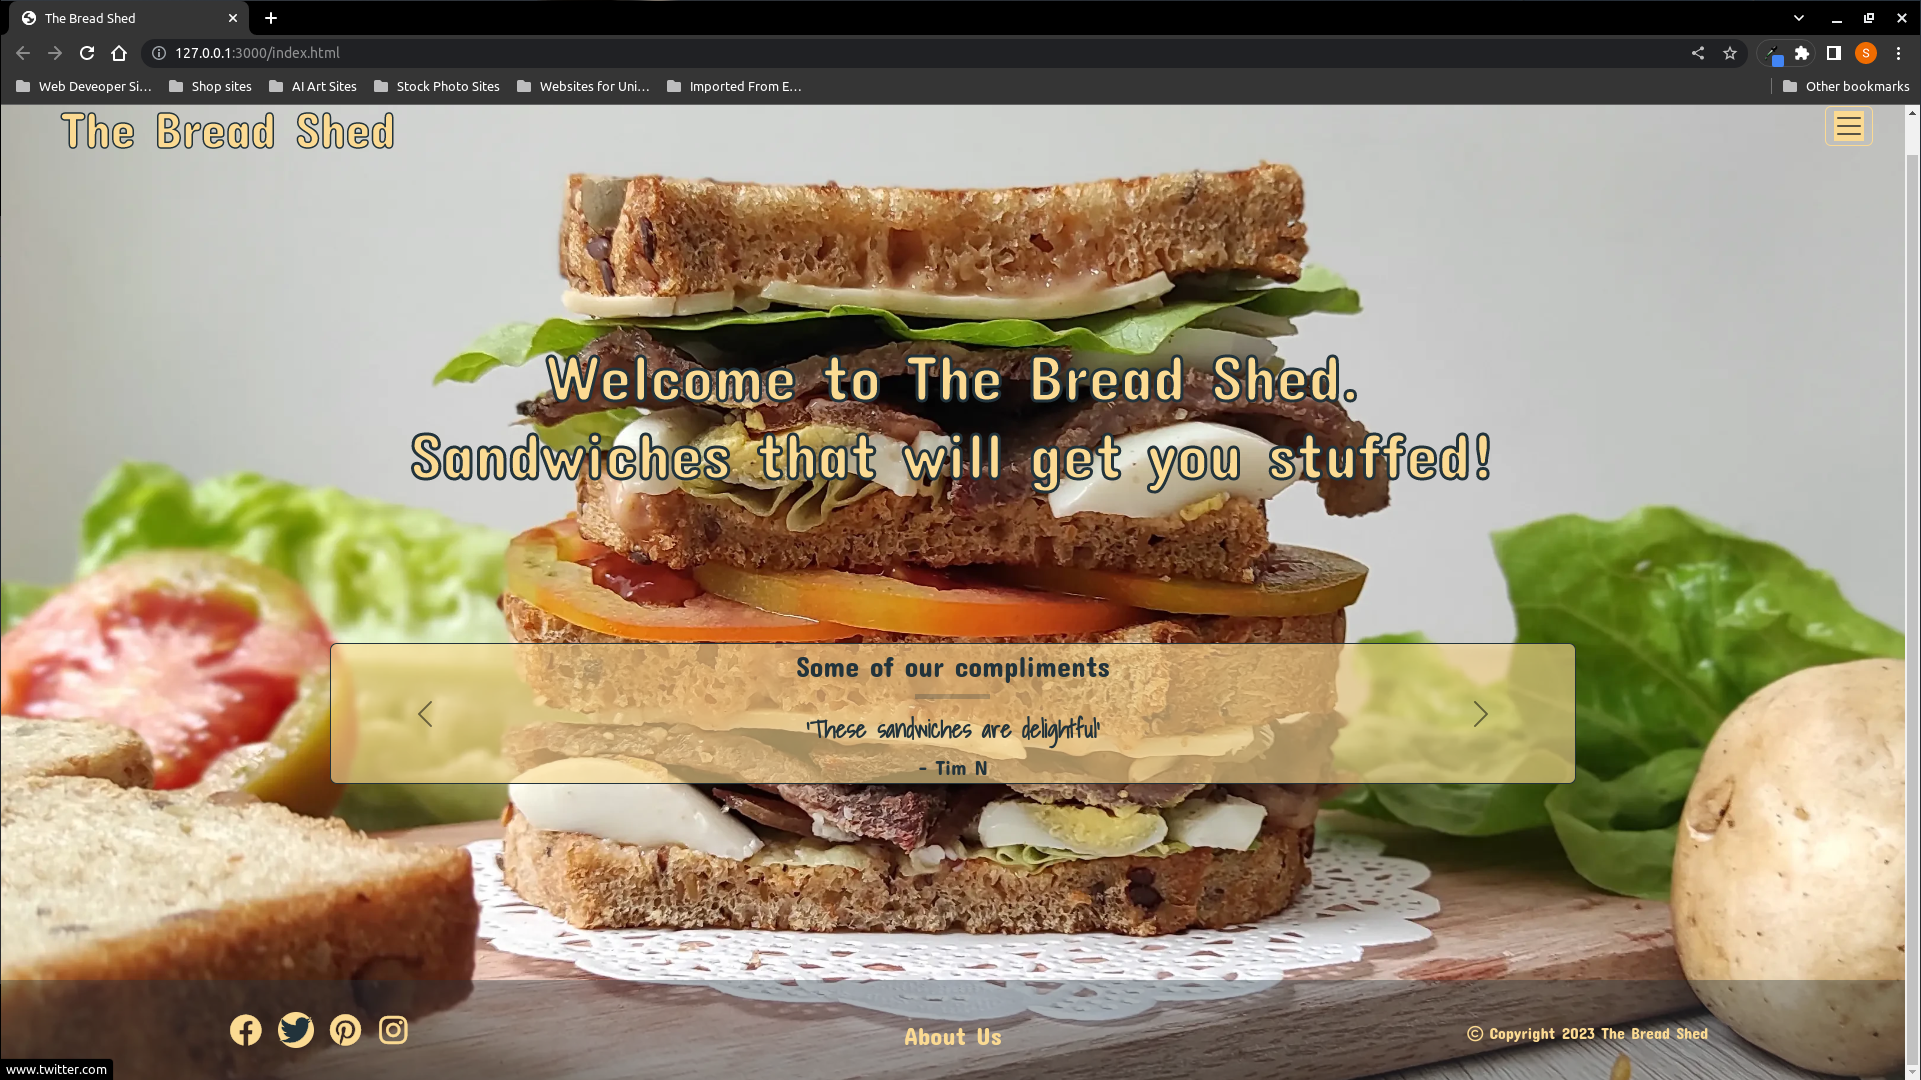 The Bread Shed
127.0.0.1:3000/index.html
S
Web Deveoper Si...
Shop sites
AI Art Sites
Stock Photo Sites
Websites for Uni...
Imported From E...
Other bookmarks
The Bread Shed
Welcome to The Bread Shed.
Sandwiches that will get you stuffed!
Some of our compliments
'These sandwiches are delightful'
- Tim N
About Us
© Copyright 2023 The Bread Shed
www.twitter.com